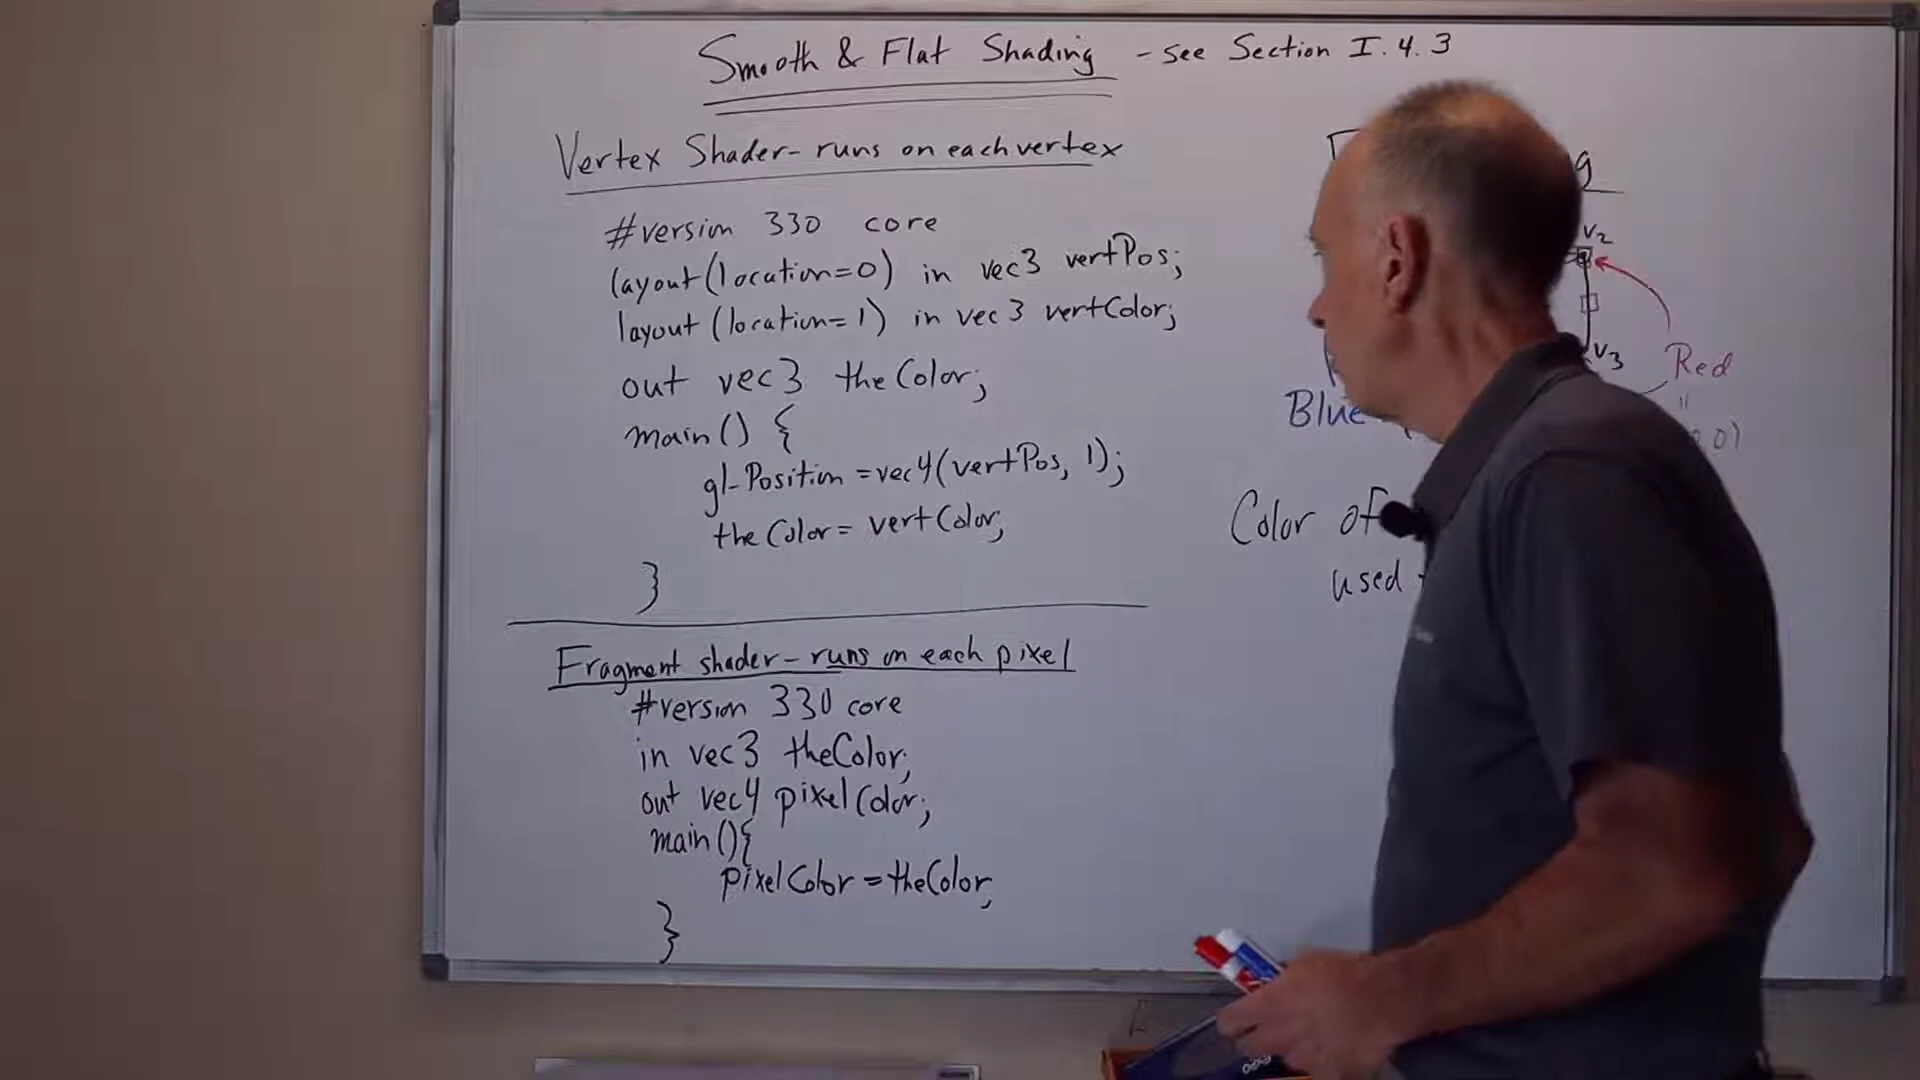 Smooth & Flat Shading - see Section I.4.3
Vertex Shader - runs on each vertex
#version 330 core
layout(location=0) in vec3 vertPos;
layout(location=1) in vec3 vertColor;
out vec3 theColor;
main() {
gl_Position = vec4(vertPos, 1);
theColor = vertColor;
}
Fragment shader - runs on each pixel
#version 330 core
in vec3 theColor;
out vec4 pixelColor;
main(){
pixelColor = theColor;
}
V2
V3
Red
Blue
Color of
used